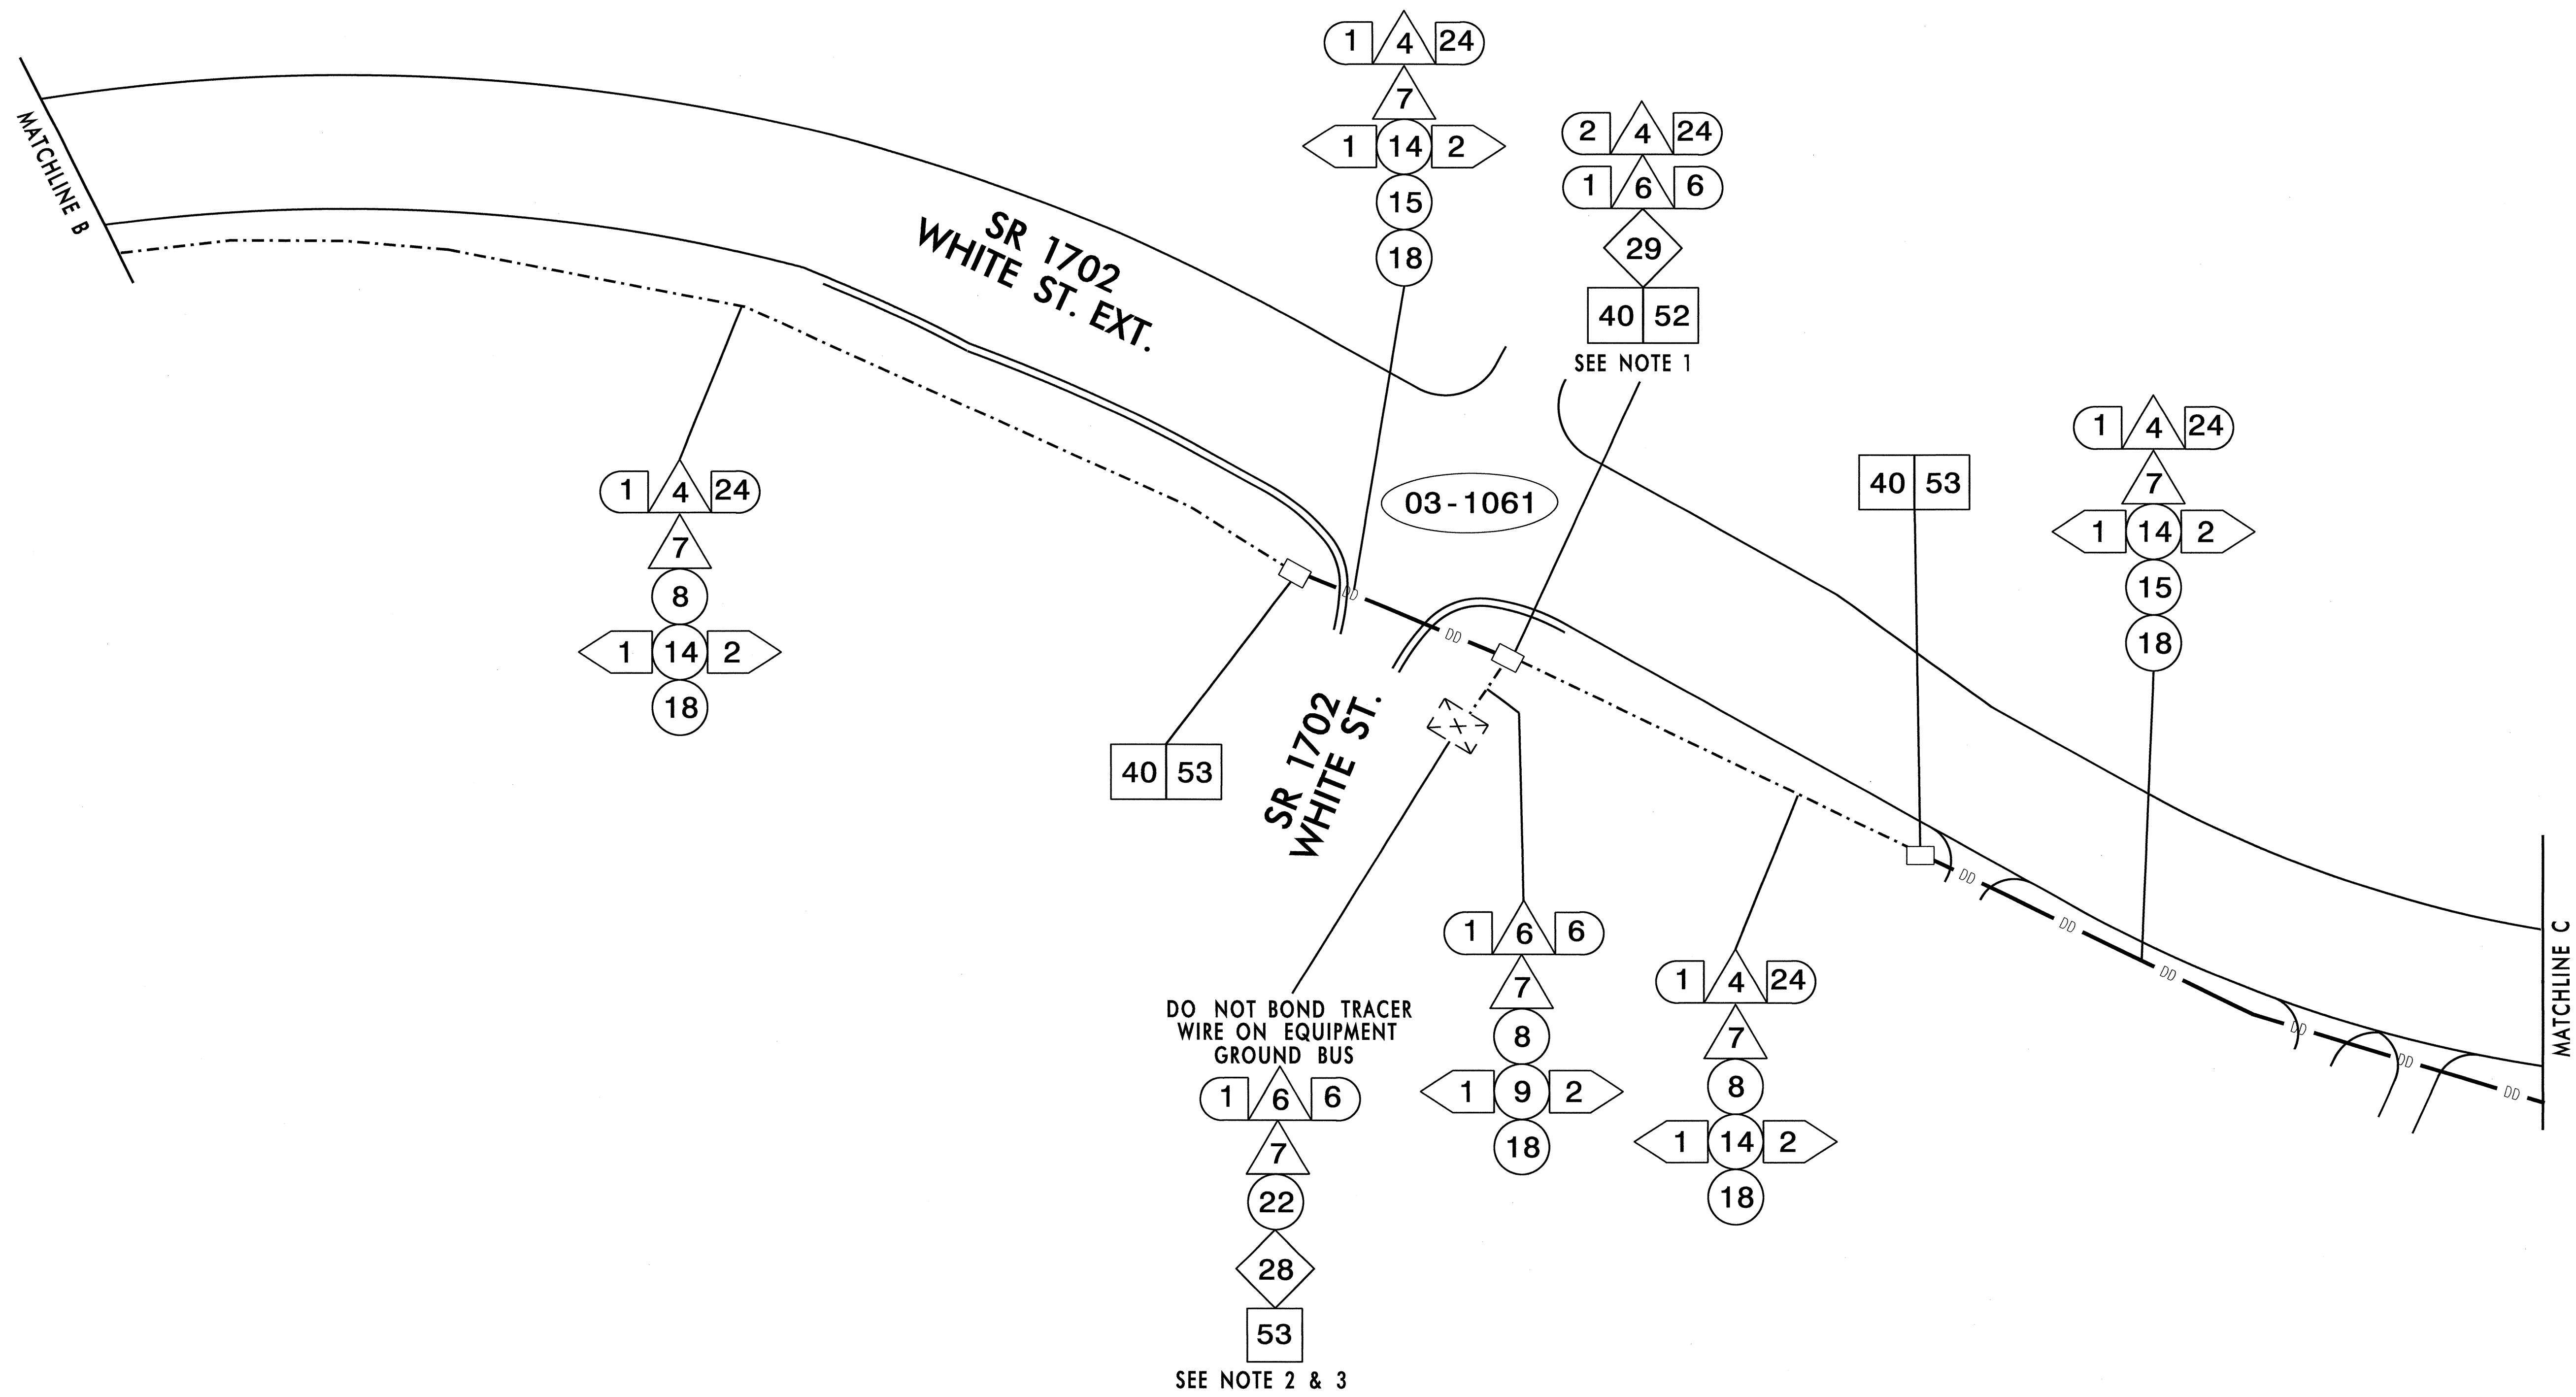 MATCHLINE B
SR 1702
WHITE ST. EXT.
1 4 24
7
1 14 2
15
18
2 4 24
1 6 6
29
40 52
SEE NOTE 1
1 4 24
7
8
1 14 2
18
03-1061
40 53
1 4 24
7
1 14 2
15
18
DD
DD
40 53
SR 1702
WHITE ST.
DO NOT BOND TRACER
WIRE ON EQUIPMENT
GROUND BUS
1 6 6
7
22
28
53
SEE NOTE 2 & 3
1 6 6
7
8
1 9 2
18
1 4 24
7
8
1 14 2
18
DD
DD
DD
DD
DD
DD
MATCHLINE C